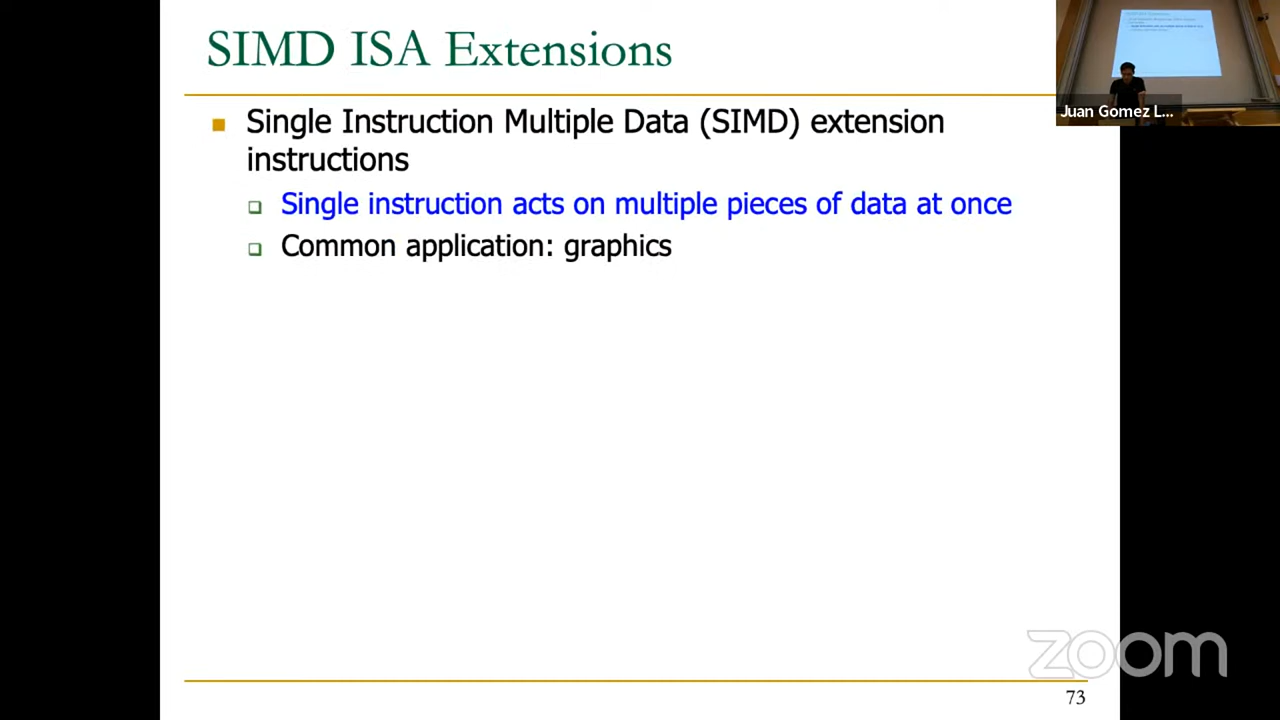 SIMD ISA Extensions
Single Instruction Multiple Data (SIMD) extension
instructions
Single instruction acts on multiple pieces of data at once
Common application: graphics
Juan Gomez L...
zoom
73